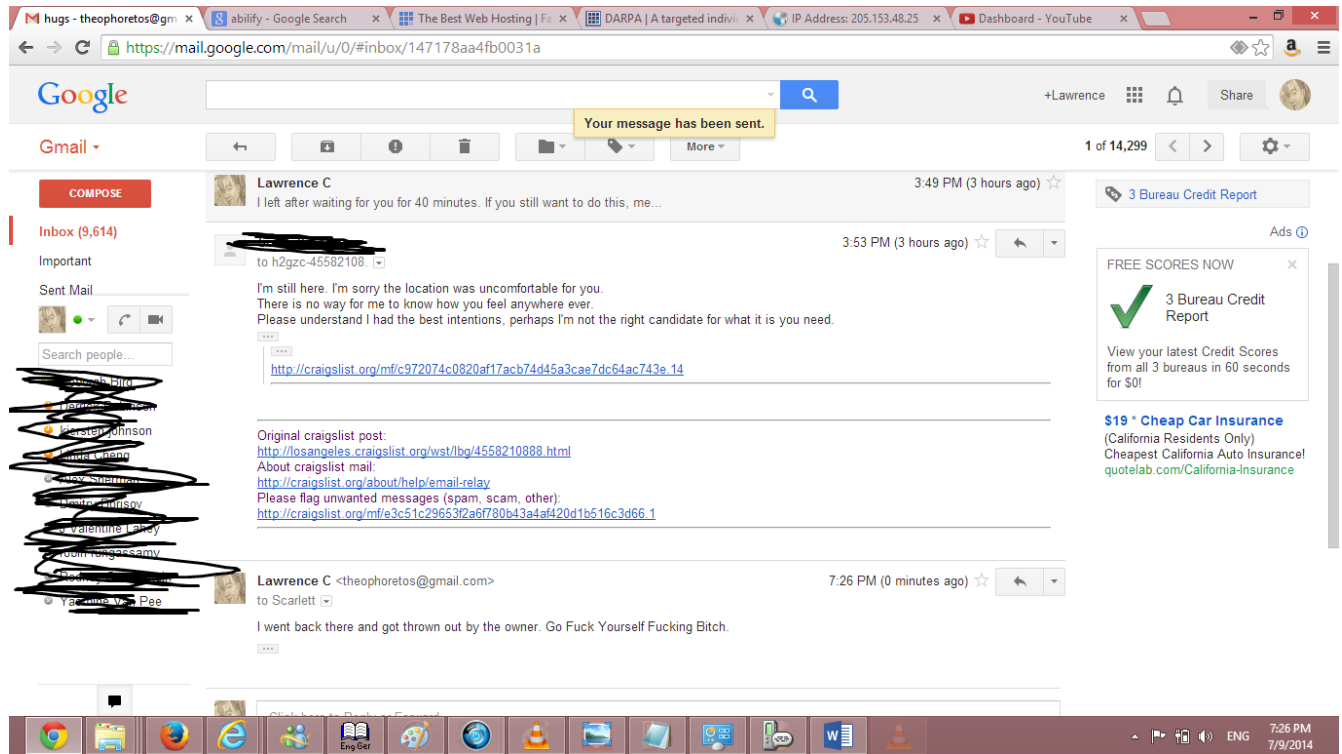 hugs - theophoretos@gm
abilify - Google Search
The Best Web Hosting | Fa
DARPA | A targeted indivi
IP Address: 205.153.48.25
Dashboard - YouTube
https://mail.google.com/mail/u/0/#inbox/147178aa4fb0031a
Google
+Lawrence
Share
Your message has been sent.
Gmail
More
1 of 14,299
COMPOSE
Inbox (9,614)
Important
Sent Mail
Search people...
Lawrence C
3:49 PM (3 hours ago)
I left after waiting for you for 40 minutes. If you still want to do this, me...
3:53 PM (3 hours ago)
to h2gzc-45582108.
I'm still here. I'm sorry the location was uncomfortable for you.
There is no way for me to know how you feel anywhere ever.
Please understand I had the best intentions, perhaps I'm not the right candidate for what it is you need.
http://craigslist.org/mf/c972074c0820af17acb74d45a3cae7dc64ac743e.14
Original craigslist post:
http://losangeles.craigslist.org/wst/lbg/4558210888.html
About craigslist mail:
http://craigslist.org/about/help/email-relay
Please flag unwanted messages (spam, scam, other):
http://craigslist.org/mf/e3c51c29653f2a6f780b43a4af420d1b516c3d66.1
Lawrence C <theophoretos@gmail.com>
7:26 PM (0 minutes ago)
to Scarlett
I went back there and got thrown out by the owner. Go Fuck Yourself Fucking Bitch.
3 Bureau Credit Report
Ads
FREE SCORES NOW
3 Bureau Credit
Report
View your latest Credit Scores
from all 3 bureaus in 60 seconds
for $0!
$19 * Cheap Car Insurance
(California Residents Only)
Cheapest California Auto Insurance!
quotelab.com/California-Insurance
Eng Ger
ENG
7:26 PM
7/9/2014